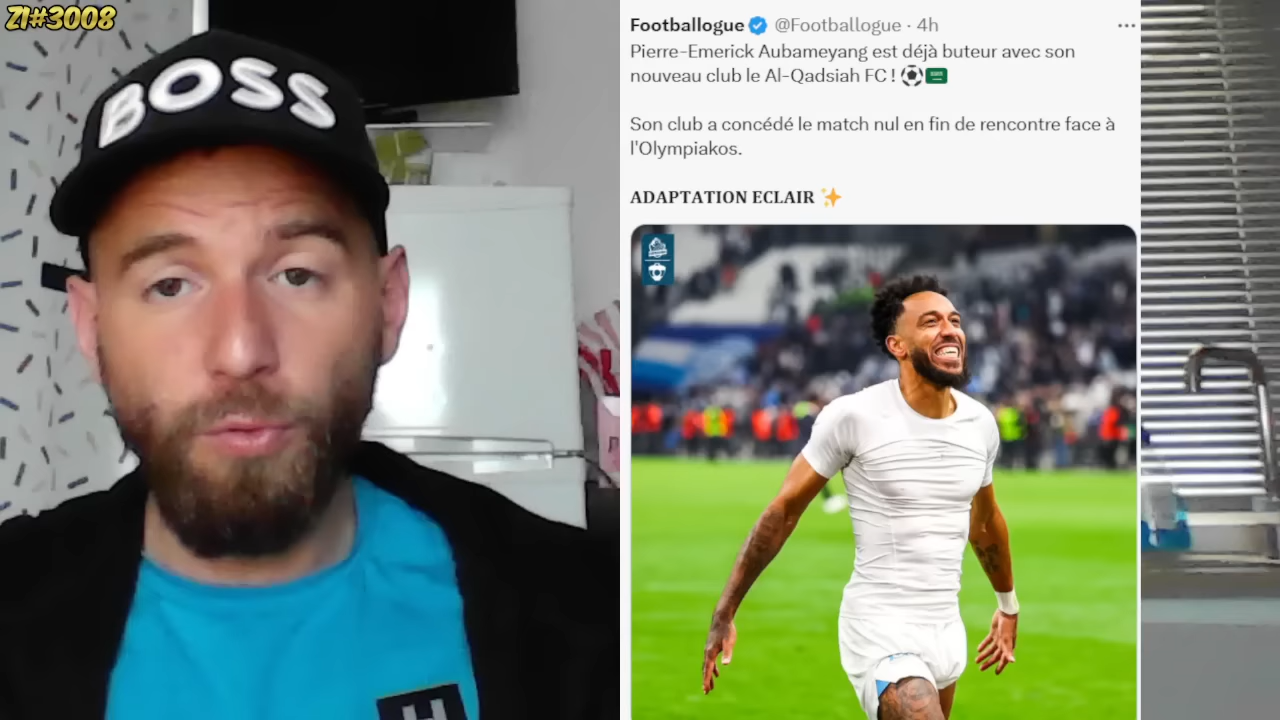 ZI#3008
BOSS
H
Footballogue @Footballogue · 4h
Pierre-Emerick Aubameyang est déjà buteur avec son
nouveau club le Al-Qadsiah FC ! ⚽🇸🇦
Son club a concédé le match nul en fin de rencontre face à
l'Olympiakos.
ADAPTATION ECLAIR ✨